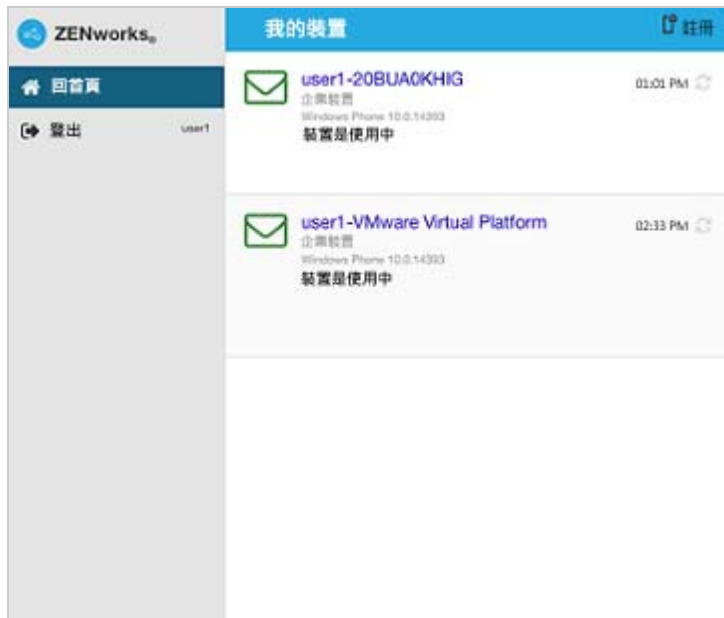 ZENworks®
我的裝置
註冊
回首頁
登出 user1
user1-20BUA0KHIG 01:01 PM
企業裝置
Windows Phone 10.0.14393
裝置是使用中
user1-VMware Virtual Platform 02:33 PM
企業裝置
Windows Phone 10.0.14393
裝置是使用中